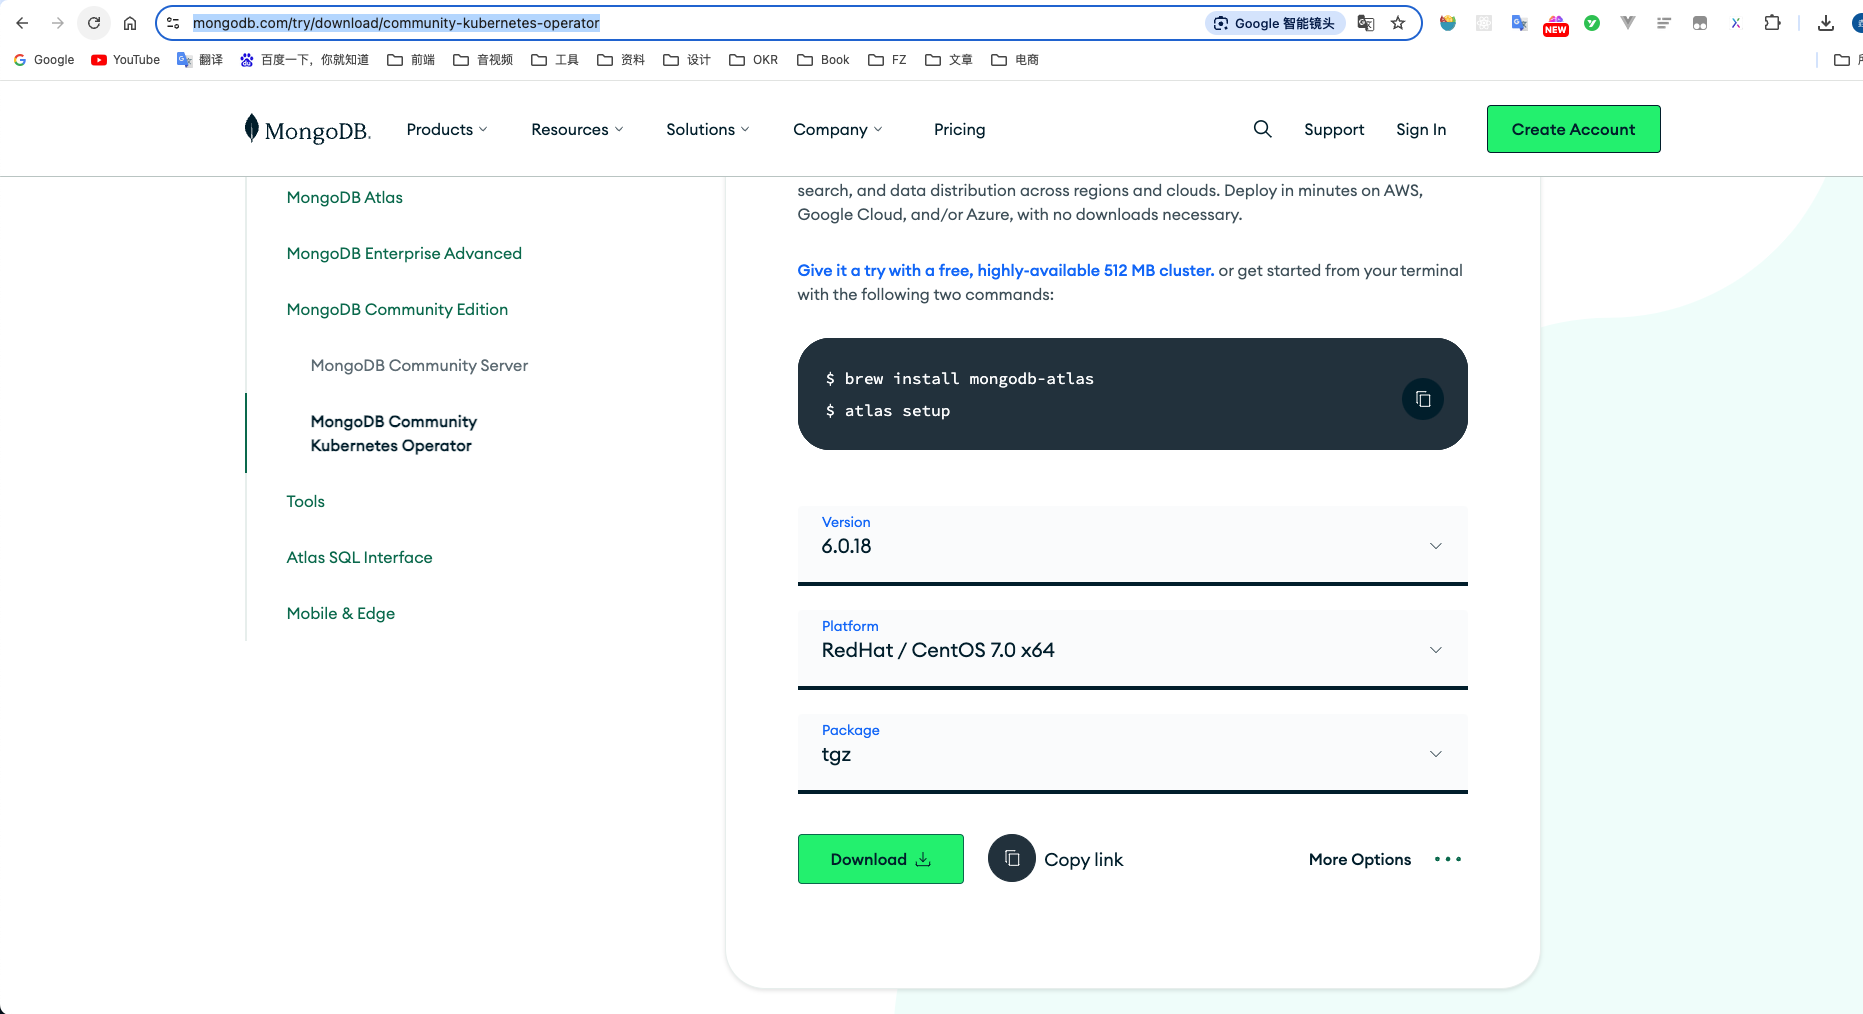 mongodb.com/try/download/community-kubernetes-operator
Google 智能镜头
NEW
Google
YouTube
翻译
百度一下，你就知道
前端
音视频
工具
资料
设计
OKR
Book
FZ
文章
电商
MongoDB.
Products
Resources
Solutions
Company
Pricing
Support
Sign In
Create Account
MongoDB Atlas
MongoDB Enterprise Advanced
MongoDB Community Edition
MongoDB Community Server
MongoDB Community
Kubernetes Operator
Tools
Atlas SQL Interface
Mobile & Edge
search, and data distribution across regions and clouds. Deploy in minutes on AWS,
Google Cloud, and/or Azure, with no downloads necessary.
Give it a try with a free, highly-available 512 MB cluster. or get started from your terminal
with the following two commands:
$ brew install mongodb-atlas
$ atlas setup
Version
6.0.18
Platform
RedHat / CentOS 7.0 x64
Package
tgz
Download
Copy link
More Options